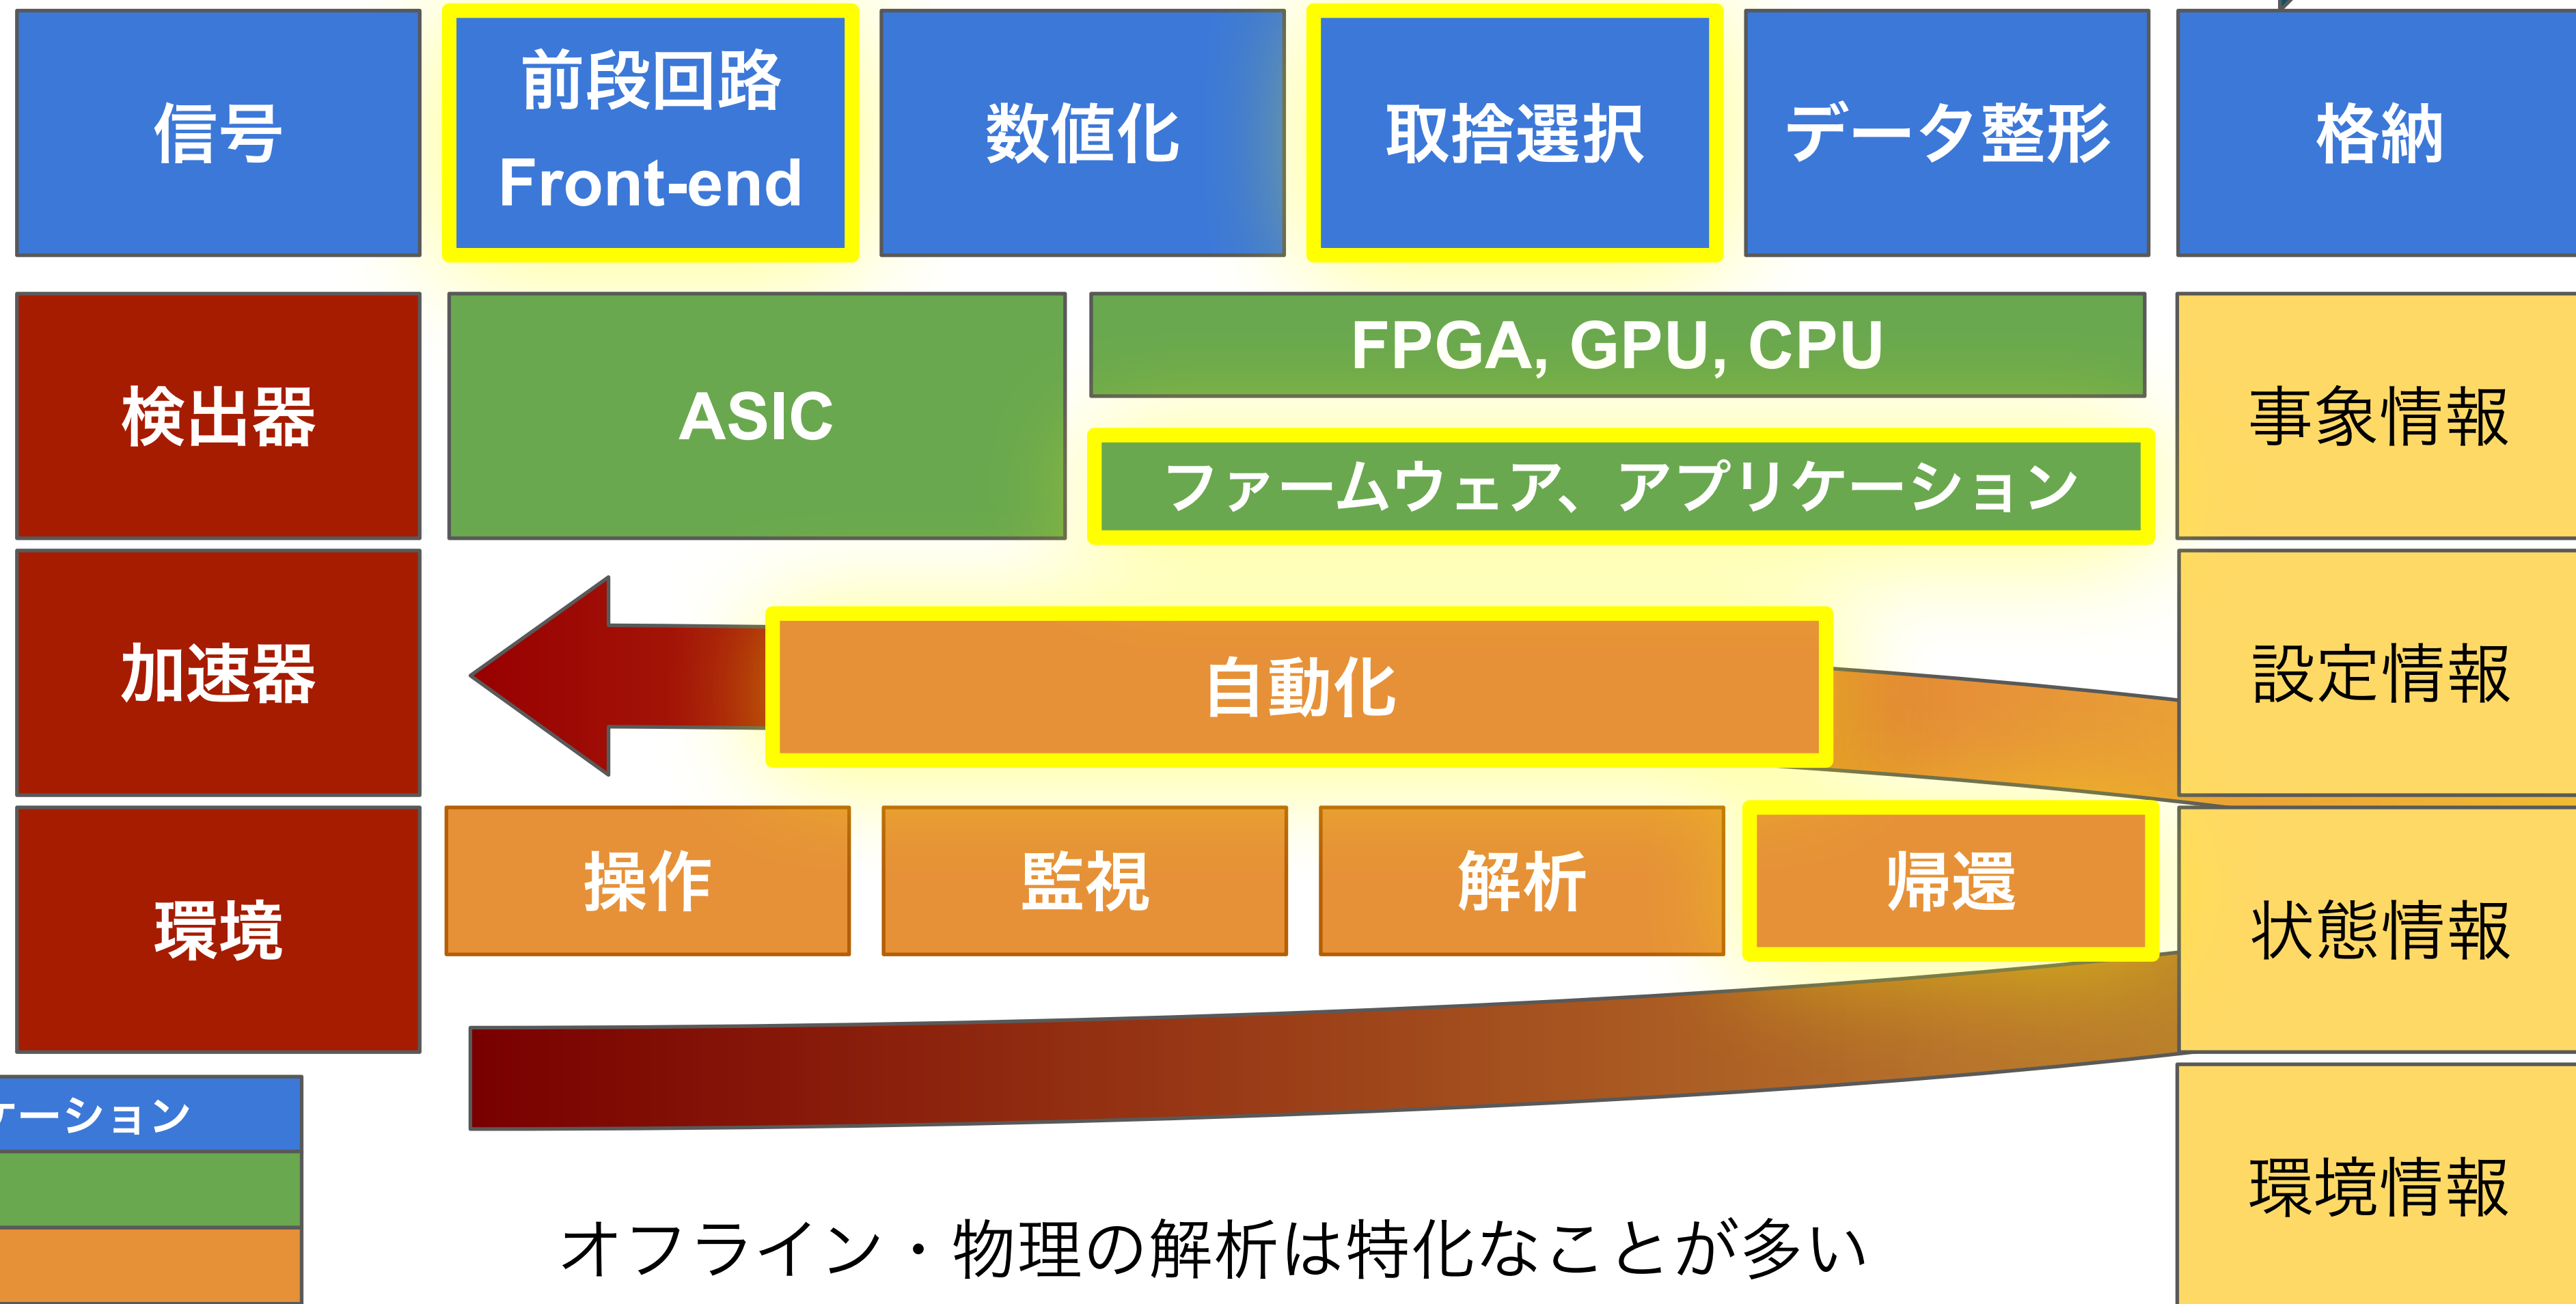 信号
前段回路
Front-end
数値化
取捨選択
データ整形
格納
検出器
ASIC
FPGA, GPU, CPU
ファームウェア、アプリケーション
事象情報
加速器
自動化
設定情報
環境
操作
監視
解析
帰還
状態情報
ケーション
環境情報
オフライン・物理の解析は特化なことが多い